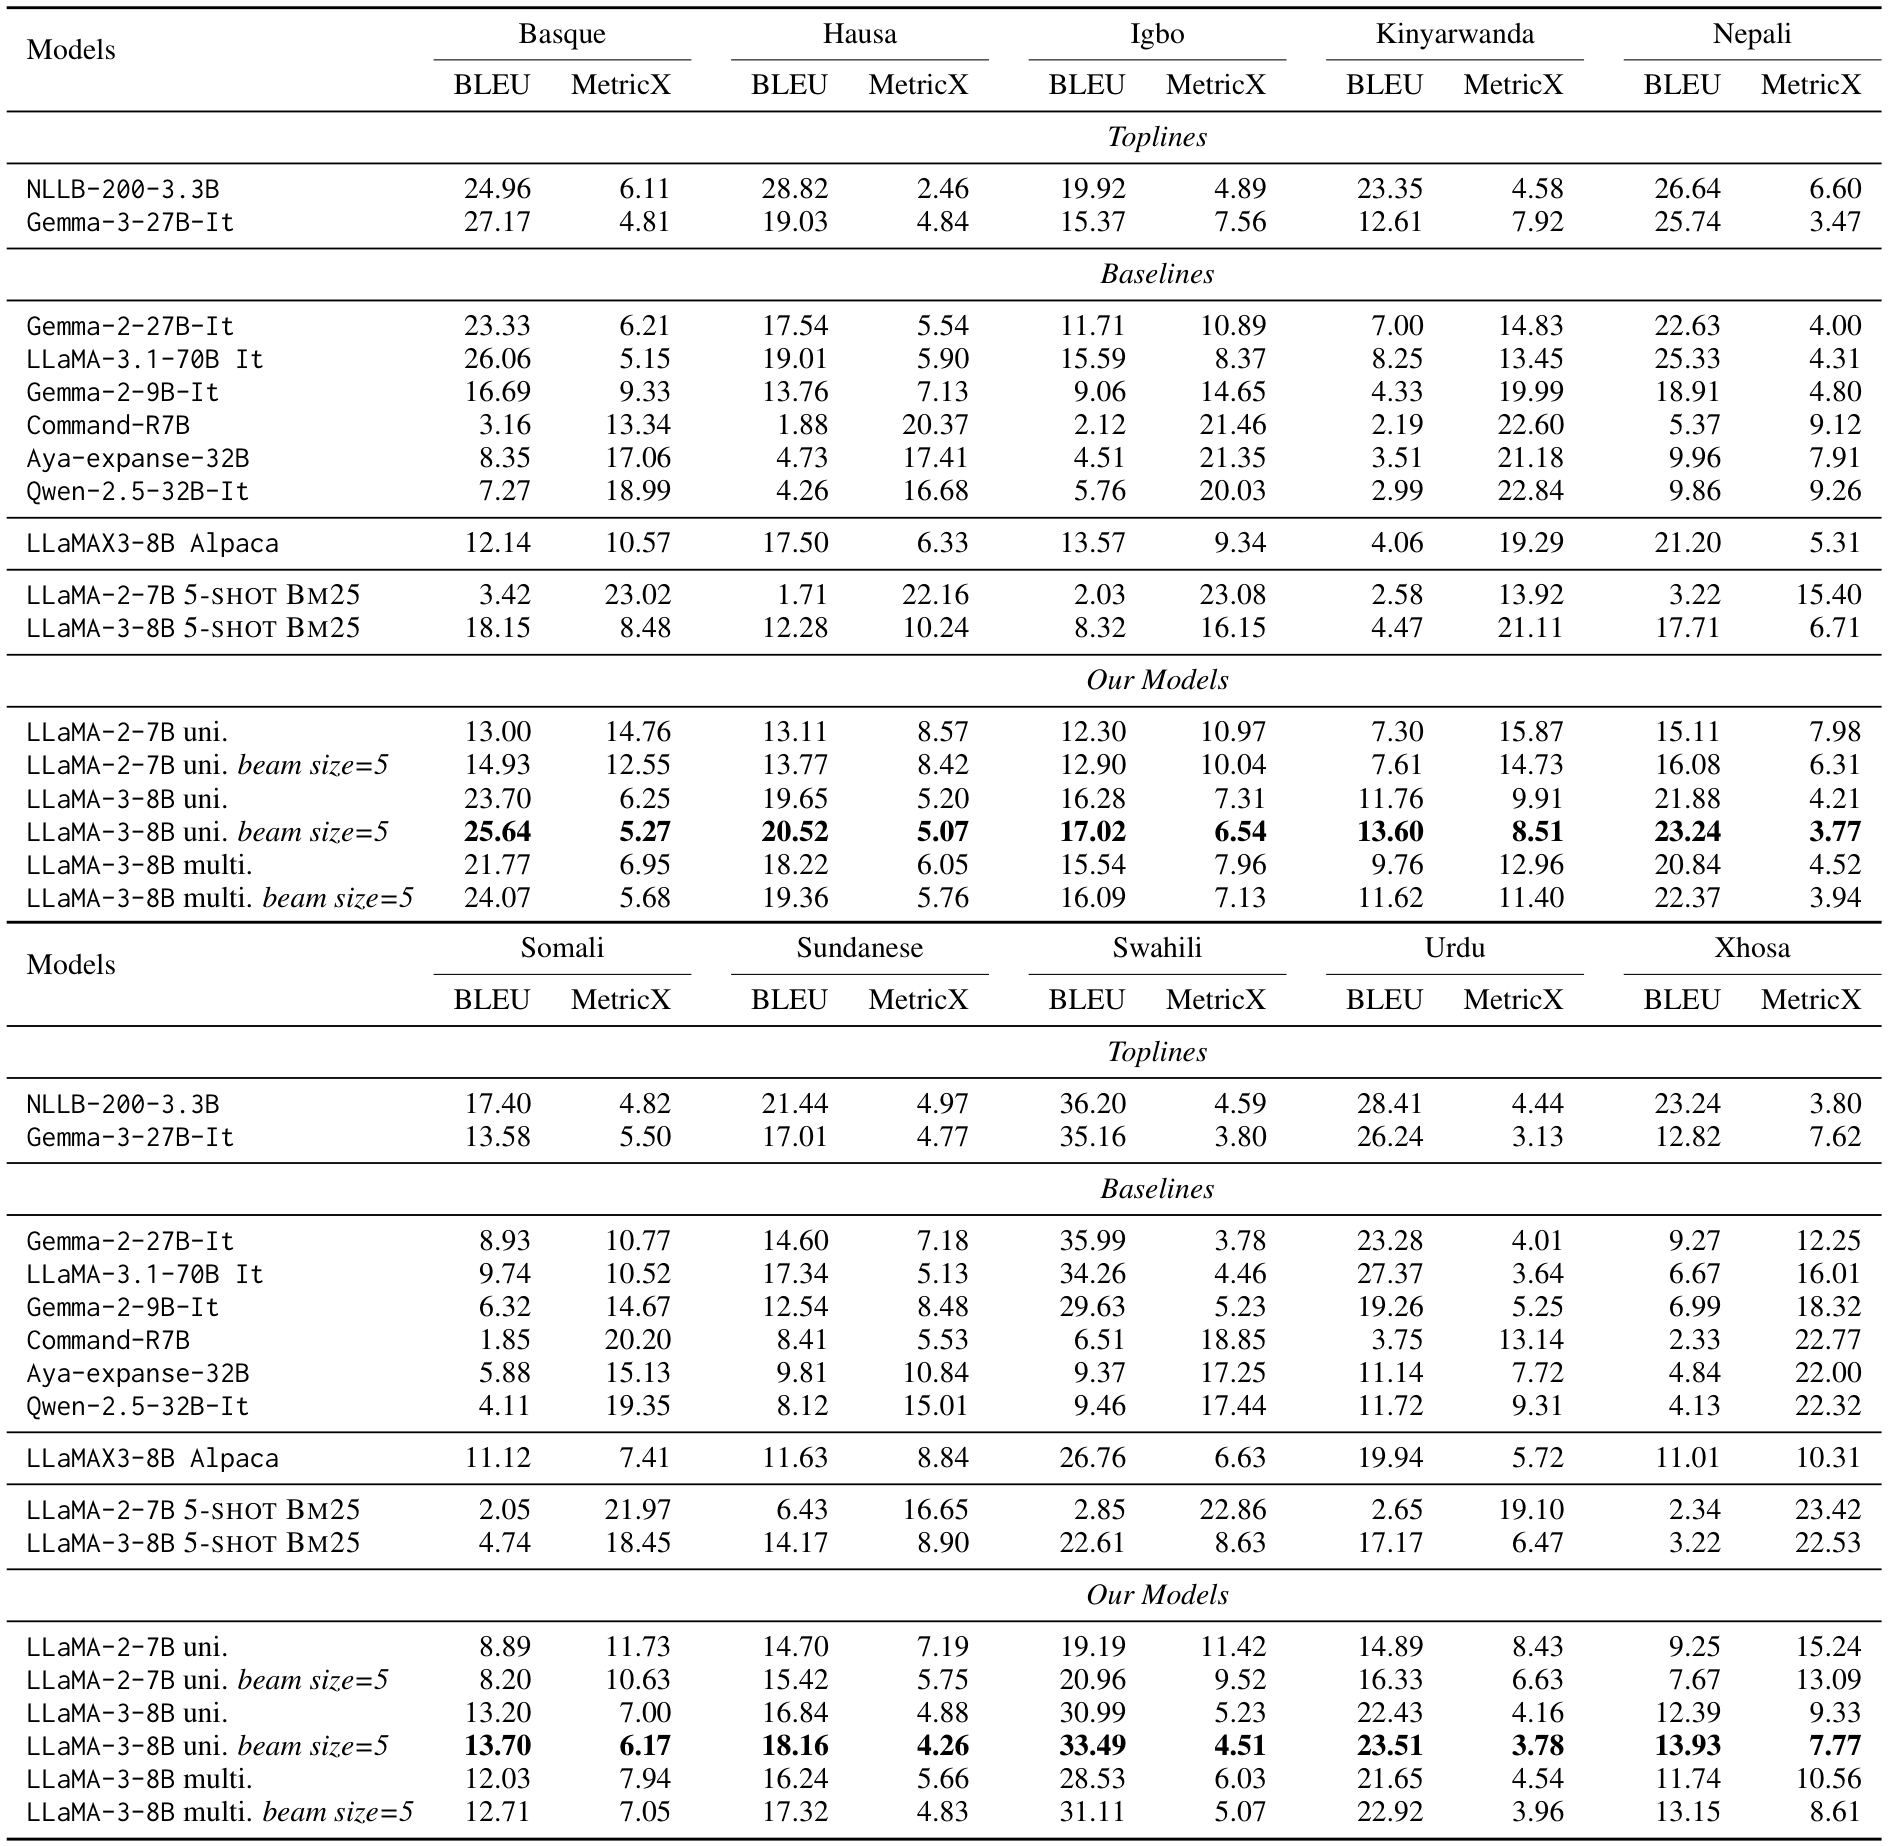 Models Basque Hausa Igbo Kinyarwanda Nepali
BLEU MetricX BLEU MetricX BLEU MetricX BLEU MetricX BLEU MetricX
Toplines
NLLB-200-3.3B 24.96 6.11 28.82 2.46 19.92 4.89 23.35 4.58 26.64 6.60
Gemma-3-27B-It 27.17 4.81 19.03 4.84 15.37 7.56 12.61 7.92 25.74 3.47
Baselines
Gemma-2-27B-It 23.33 6.21 17.54 5.54 11.71 10.89 7.00 14.83 22.63 4.00
LLaMA-3.1-70B It 26.06 5.15 19.01 5.90 15.59 8.37 8.25 13.45 25.33 4.31
Gemma-2-9B-It 16.69 9.33 13.76 7.13 9.06 14.65 4.33 19.99 18.91 4.80
Command-R7B 3.16 13.34 1.88 20.37 2.12 21.46 2.19 22.60 5.37 9.12
Aya-expanse-32B 8.35 17.06 4.73 17.41 4.51 21.35 3.51 21.18 9.96 7.91
Qwen-2.5-32B-It 7.27 18.99 4.26 16.68 5.76 20.03 2.99 22.84 9.86 9.26
LLaMAX3-8B Alpaca 12.14 10.57 17.50 6.33 13.57 9.34 4.06 19.29 21.20 5.31
LLaMA-2-7B 5-SHOT BM25 3.42 23.02 1.71 22.16 2.03 23.08 2.58 13.92 3.22 15.40
LLaMA-3-8B 5-SHOT BM25 18.15 8.48 12.28 10.24 8.32 16.15 4.47 21.11 17.71 6.71
Our Models
LLaMA-2-7B uni. 13.00 14.76 13.11 8.57 12.30 10.97 7.30 15.87 15.11 7.98
LLaMA-2-7B uni. beam size=5 14.93 12.55 13.77 8.42 12.90 10.04 7.61 14.73 16.08 6.31
LLaMA-3-8B uni. 23.70 6.25 19.65 5.20 16.28 7.31 11.76 9.91 21.88 4.21
LLaMA-3-8B uni. beam size=5 25.64 5.27 20.52 5.07 17.02 6.54 13.60 8.51 23.24 3.77
LLaMA-3-8B multi. 21.77 6.95 18.22 6.05 15.54 7.96 9.76 12.96 20.84 4.52
LLaMA-3-8B multi. beam size=5 24.07 5.68 19.36 5.76 16.09 7.13 11.62 11.40 22.37 3.94
Models Somali Sundanese Swahili Urdu Xhosa
BLEU MetricX BLEU MetricX BLEU MetricX BLEU MetricX BLEU MetricX
Toplines
NLLB-200-3.3B 17.40 4.82 21.44 4.97 36.20 4.59 28.41 4.44 23.24 3.80
Gemma-3-27B-It 13.58 5.50 17.01 4.77 35.16 3.80 26.24 3.13 12.82 7.62
Baselines
Gemma-2-27B-It 8.93 10.77 14.60 7.18 35.99 3.78 23.28 4.01 9.27 12.25
LLaMA-3.1-70B It 9.74 10.52 17.34 5.13 34.26 4.46 27.37 3.64 6.67 16.01
Gemma-2-9B-It 6.32 14.67 12.54 8.48 29.63 5.23 19.26 5.25 6.99 18.32
Command-R7B 1.85 20.20 8.41 5.53 6.51 18.85 3.75 13.14 2.33 22.77
Aya-expanse-32B 5.88 15.13 9.81 10.84 9.37 17.25 11.14 7.72 4.84 22.00
Qwen-2.5-32B-It 4.11 19.35 8.12 15.01 9.46 17.44 11.72 9.31 4.13 22.32
LLaMAX3-8B Alpaca 11.12 7.41 11.63 8.84 26.76 6.63 19.94 5.72 11.01 10.31
LLaMA-2-7B 5-SHOT BM25 2.05 21.97 6.43 16.65 2.85 22.86 2.65 19.10 2.34 23.42
LLaMA-3-8B 5-SHOT BM25 4.74 18.45 14.17 8.90 22.61 8.63 17.17 6.47 3.22 22.53
Our Models
LLaMA-2-7B uni. 8.89 11.73 14.70 7.19 19.19 11.42 14.89 8.43 9.25 15.24
LLaMA-2-7B uni. beam size=5 8.20 10.63 15.42 5.75 20.96 9.52 16.33 6.63 7.67 13.09
LLaMA-3-8B uni. 13.20 7.00 16.84 4.88 30.99 5.23 22.43 4.16 12.39 9.33
LLaMA-3-8B uni. beam size=5 13.70 6.17 18.16 4.26 33.49 4.51 23.51 3.78 13.93 7.77
LLaMA-3-8B multi. 12.03 7.94 16.24 5.66 28.53 6.03 21.65 4.54 11.74 10.56
LLaMA-3-8B multi. beam size=5 12.71 7.05 17.32 4.83 31.11 5.07 22.92 3.96 13.15 8.61